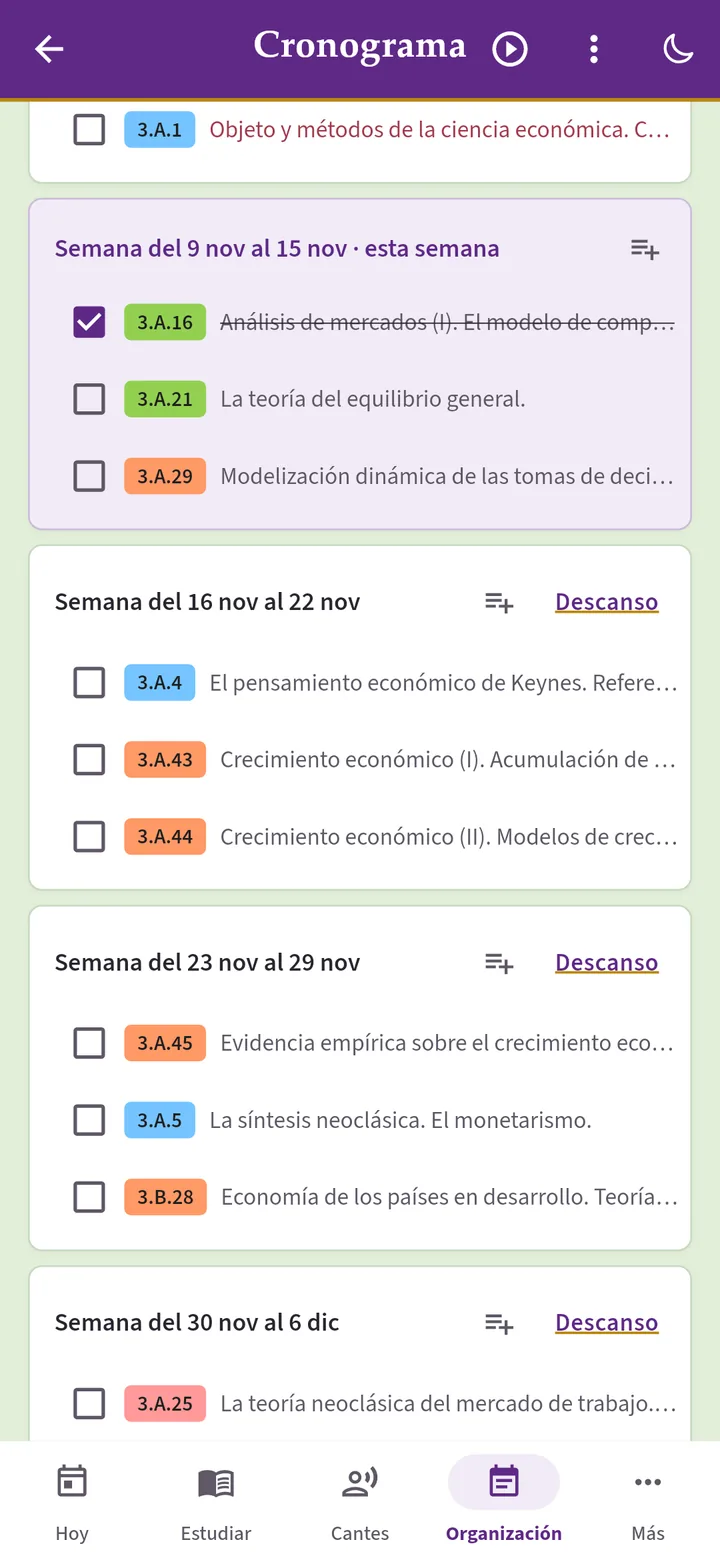 Cronograma
3.A.1 Objeto y métodos de la ciencia económica. C…
Semana del 9 nov al 15 nov · esta semana
3.A.16 Análisis de mercados (I). El modelo de comp…
3.A.21 La teoría del equilibrio general.
3.A.29 Modelización dinámica de las tomas de deci…
Semana del 16 nov al 22 nov Descanso
3.A.4 El pensamiento económico de Keynes. Refere…
3.A.43 Crecimiento económico (I). Acumulación de …
3.A.44 Crecimiento económico (II). Modelos de crec…
Semana del 23 nov al 29 nov Descanso
3.A.45 Evidencia empírica sobre el crecimiento eco…
3.A.5 La síntesis neoclásica. El monetarismo.
3.B.28 Economía de los países en desarrollo. Teoría…
Semana del 30 nov al 6 dic Descanso
3.A.25 La teoría neoclásica del mercado de trabajo.…
Hoy Estudiar Cantes Organización Más